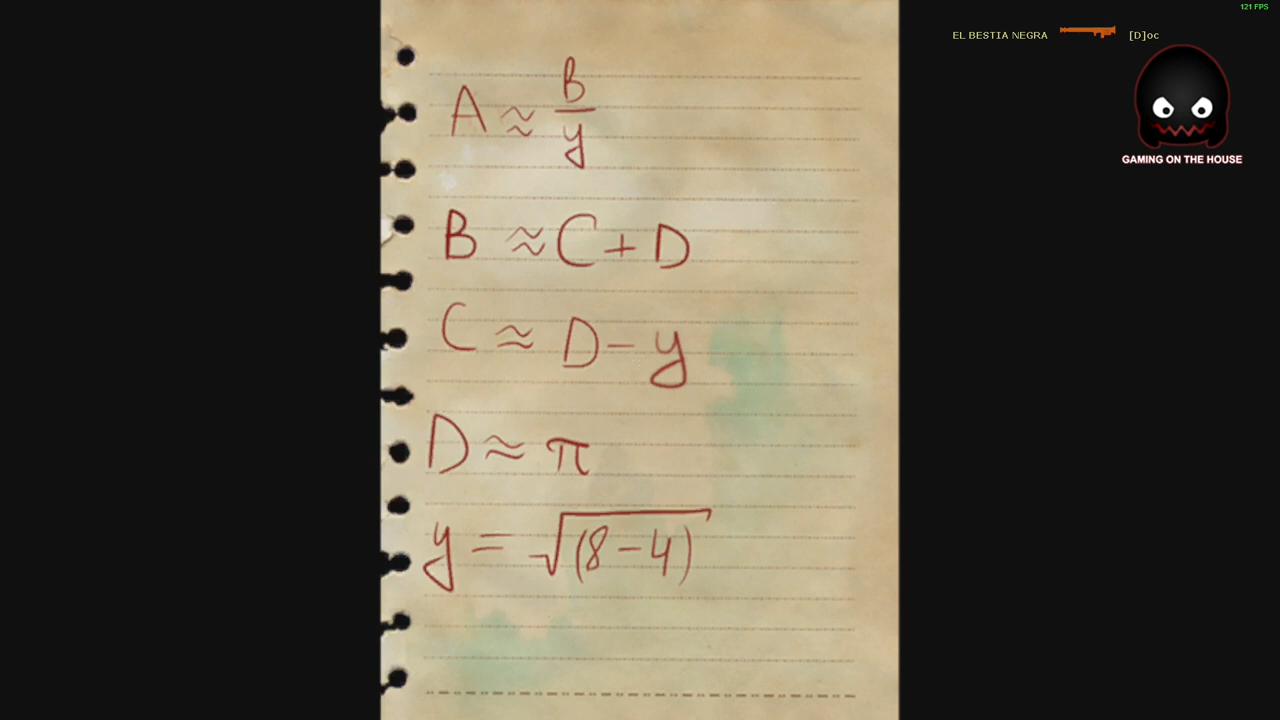 121 FPS
EL BESTIA NEGRA [D]oc
GAMING ON THE HOUSE
A ≈ B/y
B ≈ C + D
C ≈ D - y
D ≈ π
y = √(8-4)